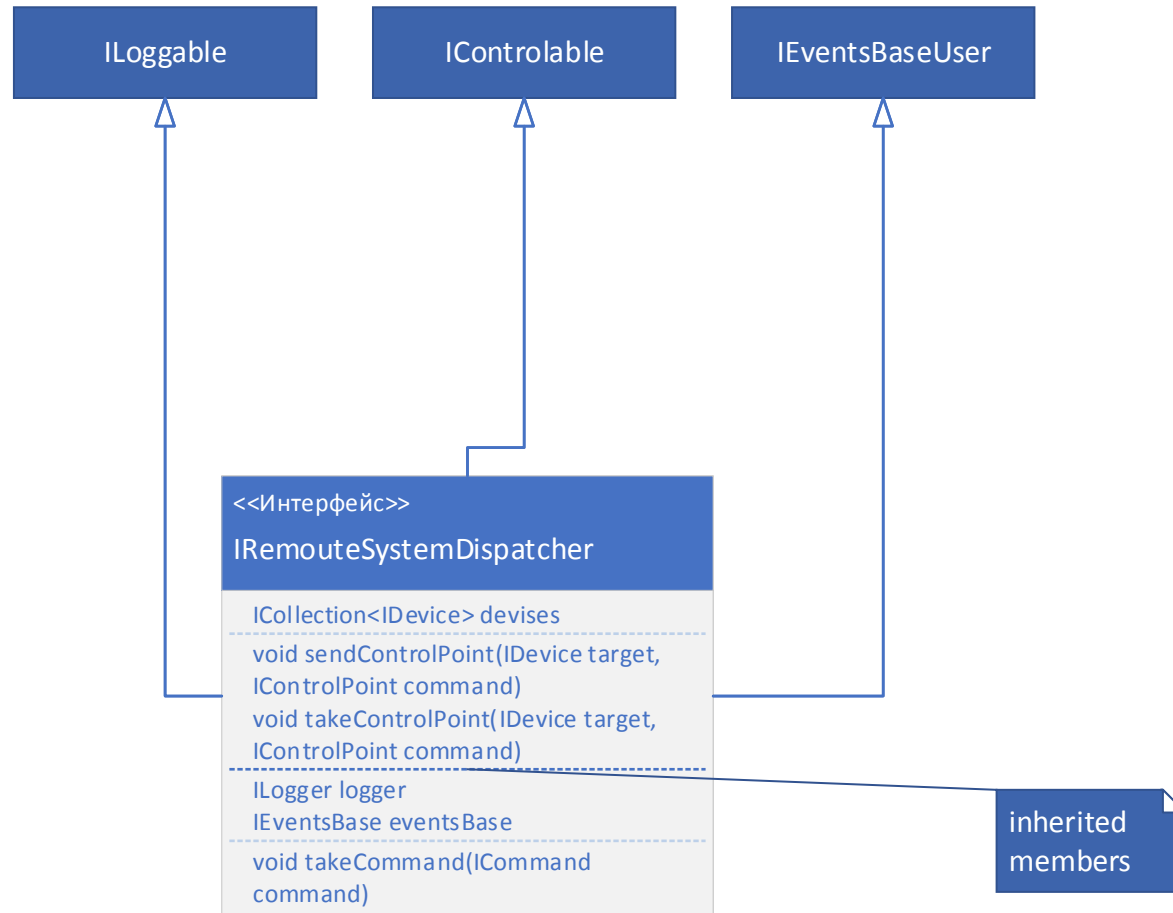 ILoggable
IControlable
IEventsBaseUser
<<Интерфейс>>
IRemouteSystemDispatcher
ICollection<IDevice> devises
void sendControlPoint(IDevice target,
IControlPoint command)
void takeControlPoint(IDevice target,
IControlPoint command)
ILogger logger
IEventsBase eventsBase
void takeCommand(ICommand
command)
inherited
members